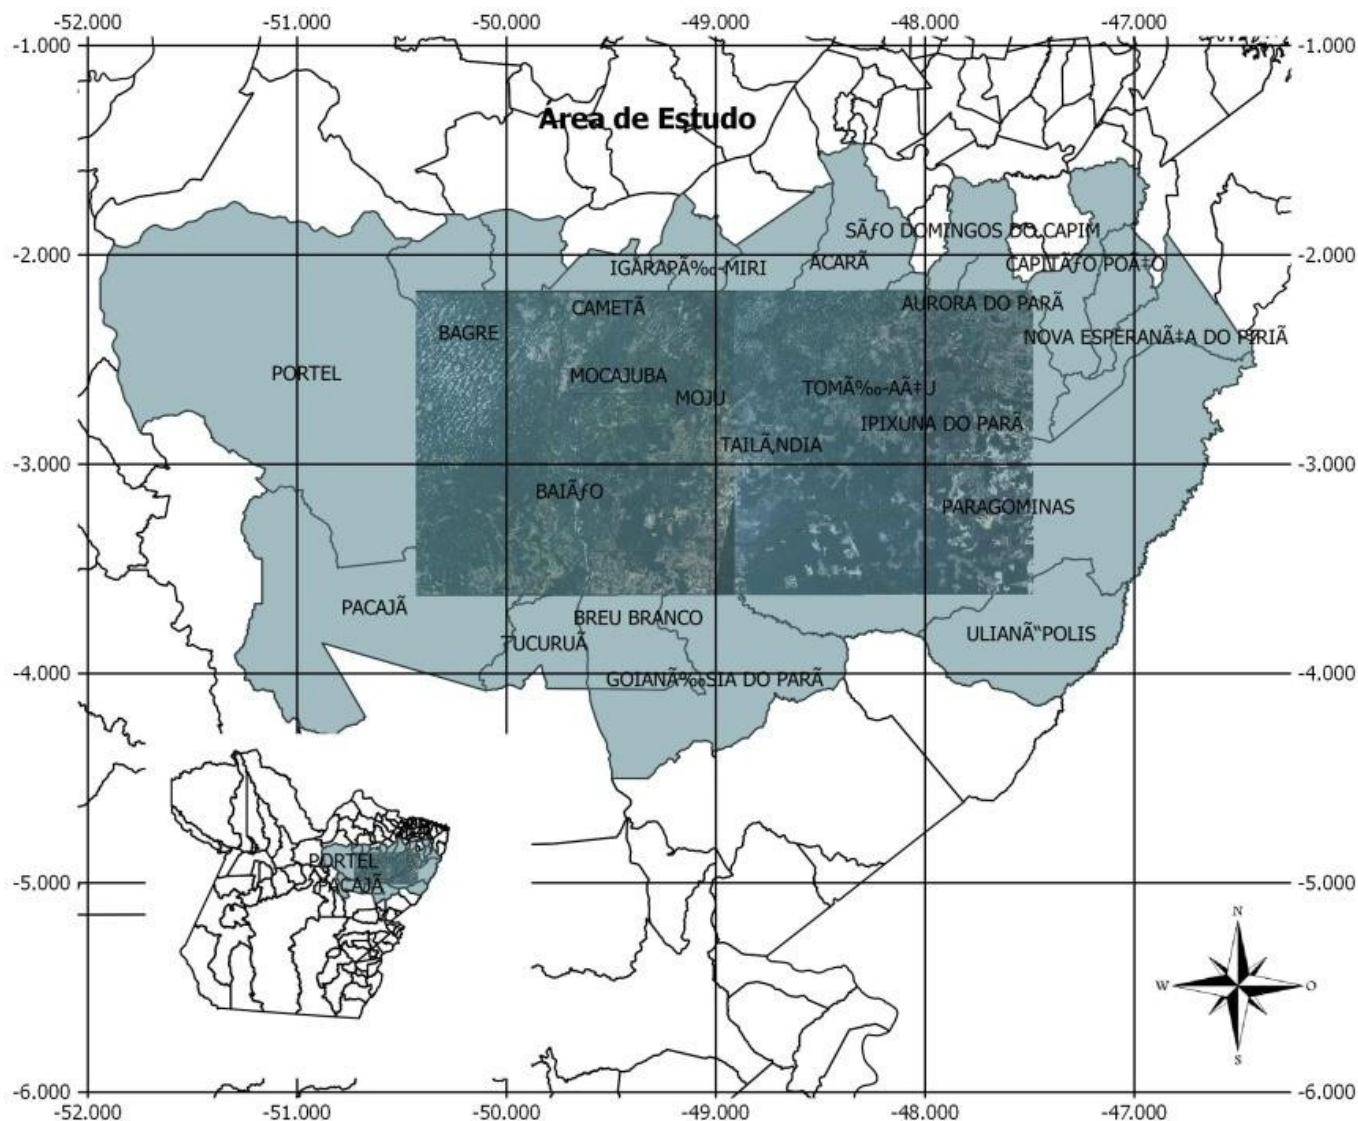 -52.000 -51.000 -50.000 -49.000 -48.000 -47.000
-1.000 -1.000
Área de Estudo
SÃƒO DOMINGOS DO CAPIM
-2.000 -2.000
IGARAPÃ‰-MIRI ACARÃ CAPITÃƒO POÃ‡O
CAMETÃ AURORA DO PARÃ
BAGRE NOVA ESPERANÃ‡A DO PIRIÃ
PORTEL MOCAJUBA
MOJU TOMÃ‰-AÃ‡U
IPIXUNA DO PARÃ
TAILÃ‚NDIA
-3.000 -3.000
BAIÃƒO
PARAGOMINAS
PACAJÃ
BREU BRANCO
TUCURUÃ ULIANÃ“POLIS
-4.000 GOIANÃ‰SIA DO PARÃ -4.000
PORTEL
-5.000 PACAJÃ -5.000
N
W O
S
-6.000 -6.000
-52.000 -51.000 -50.000 -49.000 -48.000 -47.000